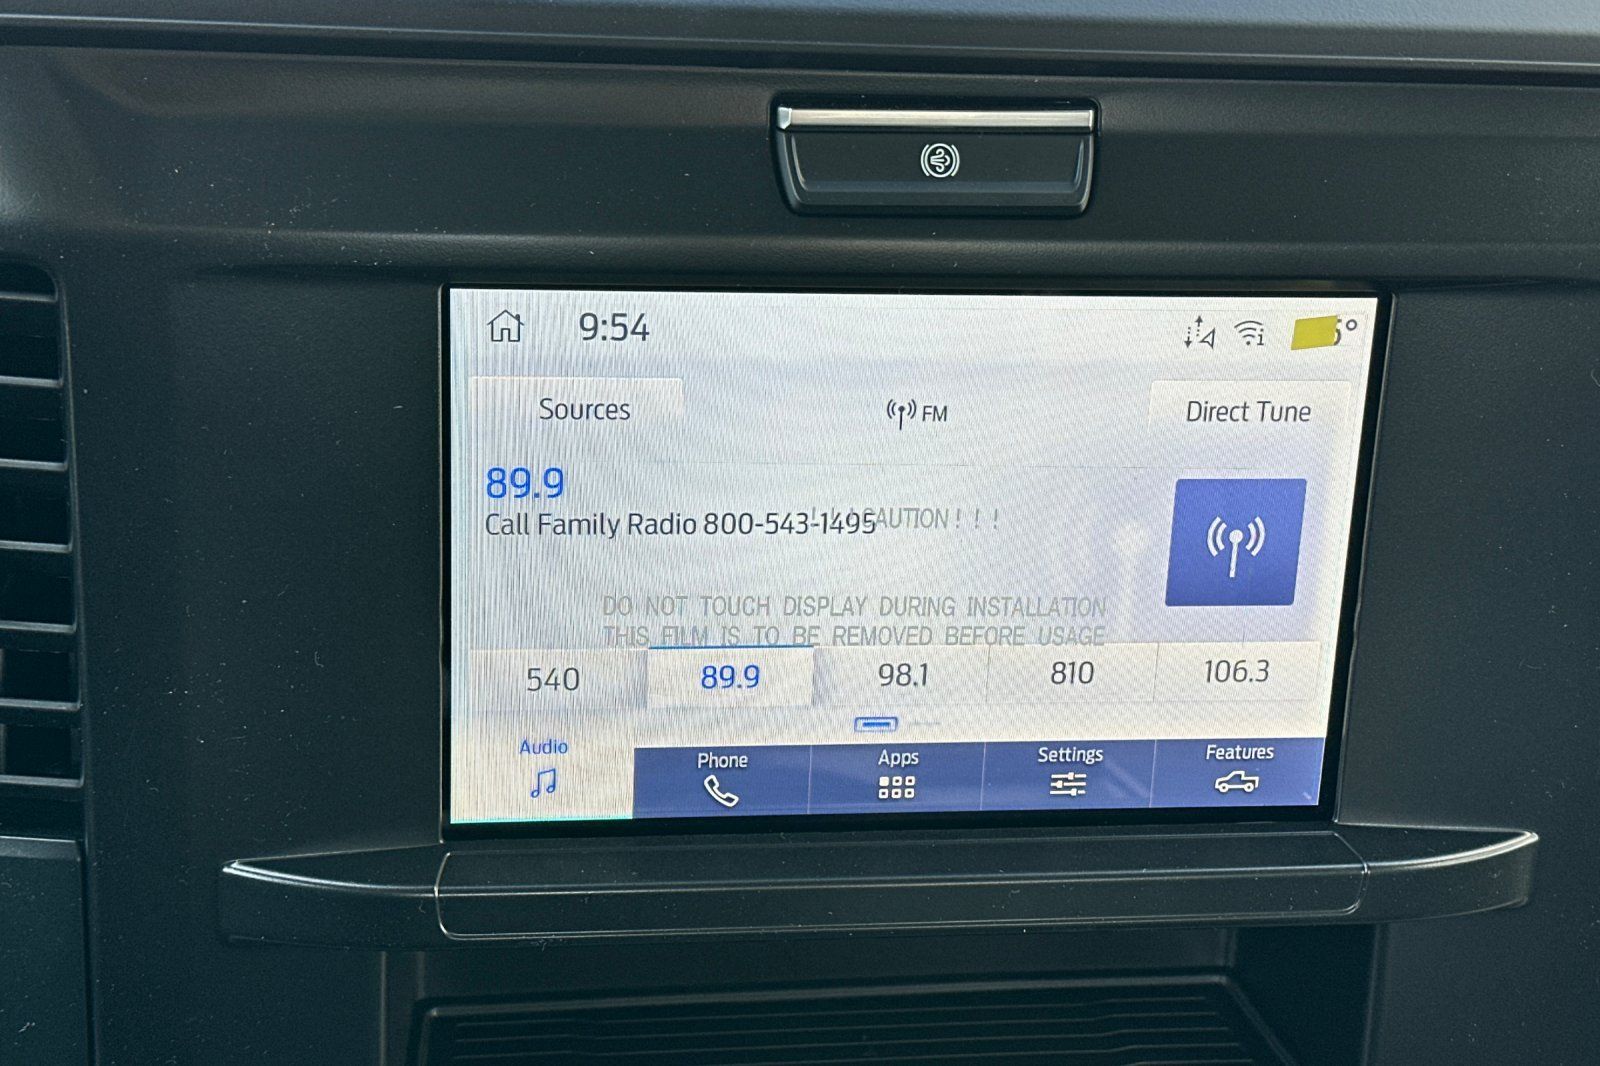 9:54
°
Sources
FM
Direct Tune
89.9
Call Family Radio 800-543-1495
CAUTION!!!
DO NOT TOUCH DISPLAY DURING INSTALLATION
THIS FILM IS TO BE REMOVED BEFORE USAGE
540 89.9 98.1 810 106.3
Audio Phone Apps Settings Features